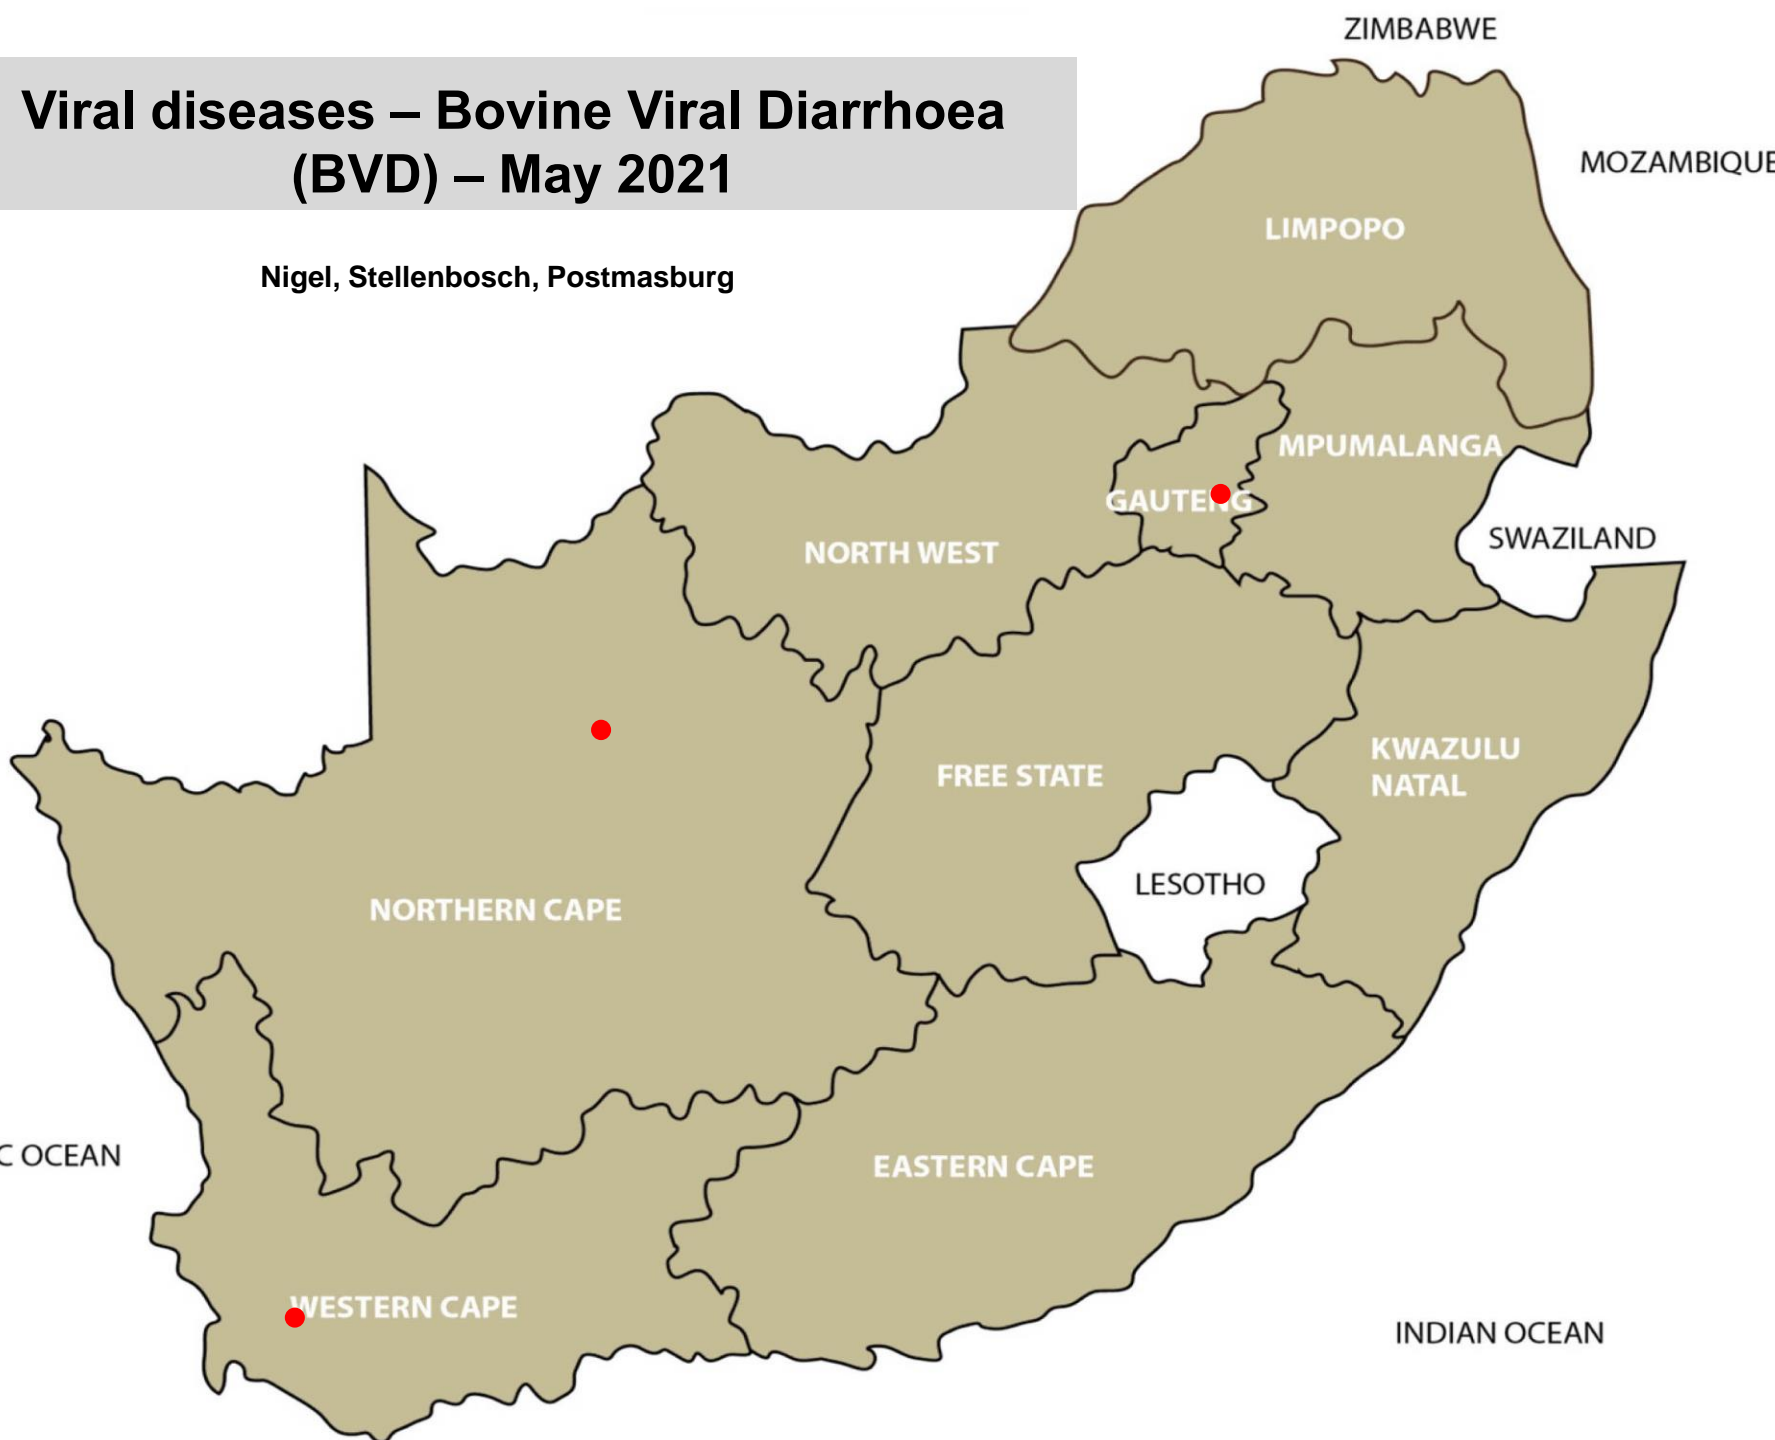 ZIMBABWE
Viral diseases – Bovine Viral Diarrhoea
(BVD) – May 2021
MOZAMBIQUE
LIMPOPO
Nigel, Stellenbosch, Postmasburg
MPUMALANGA
GAUTENG
SWAZILAND
NORTH WEST
KWAZULU
NATAL
FREE STATE
LESOTHO
NORTHERN CAPE
C OCEAN
EASTERN CAPE
WESTERN CAPE
INDIAN OCEAN